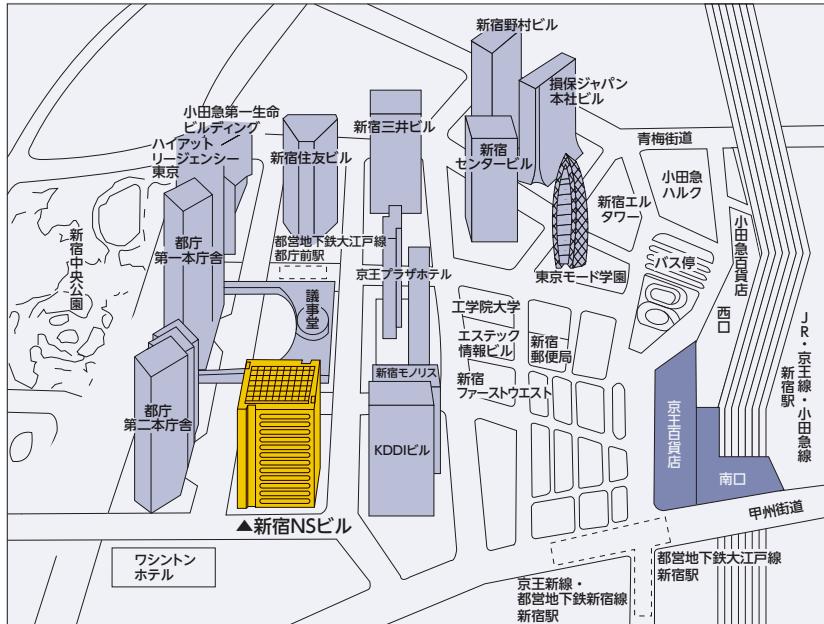 新宿野村ビル
損保ジャパン
本社ビル
小田急第一生命
ビルディング
ハイアット
リージェンシー
東京
新宿住友ビル
新宿三井ビル
新宿
センタービル
青梅街道
小田急
ハルク
新宿エル
タワー
小田急百貨店
新宿中央公園
都庁
第一本庁舎
都営地下鉄大江戸線
都庁前駅
京王プラザホテル
東京モード学園
バス停
西口
JR・京王線・小田急線
新宿駅
議事堂
工学院大学
エステック
情報ビル
新宿
郵便局
新宿モノリス
新宿
ファーストウエスト
都庁
第二本庁舎
KDDIビル
京王百貨店
南口
甲州街道
▲新宿NSビル
ワシントン
ホテル
都営地下鉄大江戸線
新宿駅
京王新線・
都営地下鉄新宿線
新宿駅